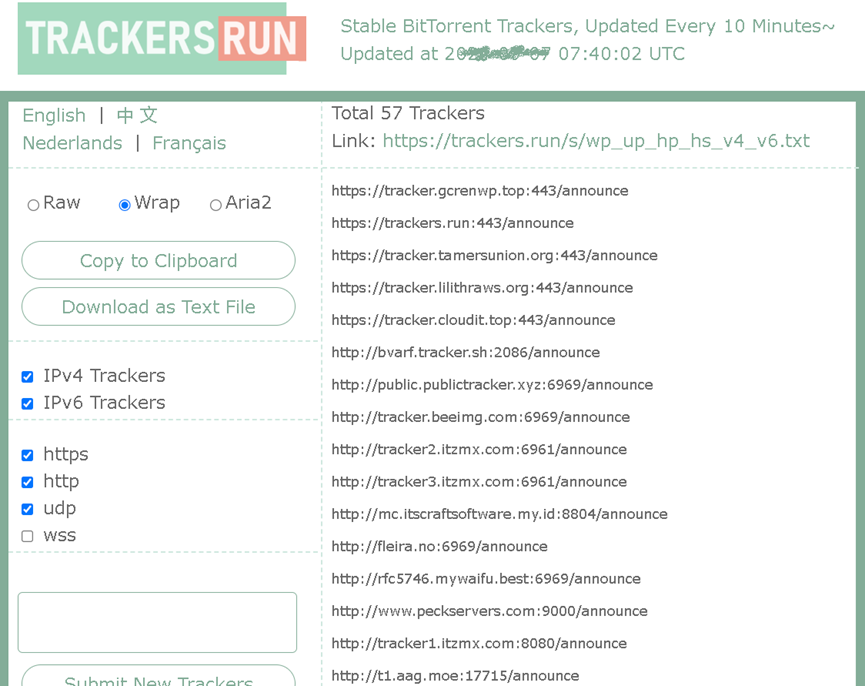 TRACKERS RUN
Stable BitTorrent Trackers, Updated Every 10 Minutes~
Updated at 07:40:02 UTC
English | 中文
Nederlands | Français
Total 57 Trackers
Link: https://trackers.run/s/wp_up_hp_hs_v4_v6.txt
Raw Wrap Aria2
Copy to Clipboard
Download as Text File
IPv4 Trackers
IPv6 Trackers
https
http
udp
wss
Submit New Trackers
https://tracker.gcrenwp.top:443/announce
https://trackers.run:443/announce
https://tracker.tamersunion.org:443/announce
https://tracker.lilithraws.org:443/announce
https://tracker.cloudit.top:443/announce
http://bvarf.tracker.sh:2086/announce
http://public.publictracker.xyz:6969/announce
http://tracker.beeimg.com:6969/announce
http://tracker2.itzmx.com:6961/announce
http://tracker3.itzmx.com:6961/announce
http://mc.itscraftsoftware.my.id:8804/announce
http://fleira.no:6969/announce
http://rfc5746.mywaifu.best:6969/announce
http://www.peckservers.com:9000/announce
http://tracker1.itzmx.com:8080/announce
http://t1.aag.moe:17715/announce